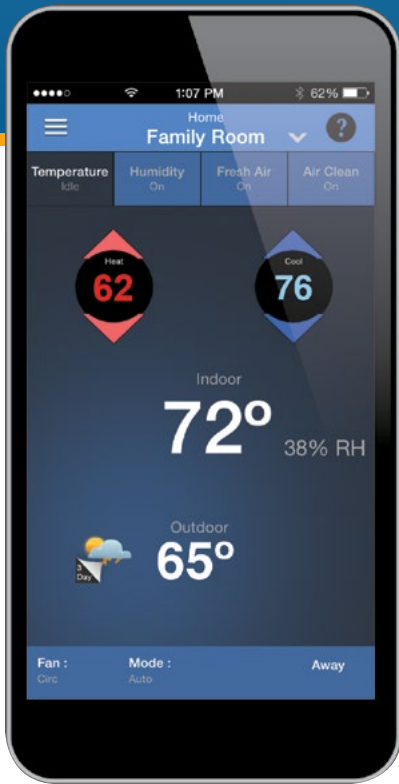 1:07 PM 62%
Home
Family Room ?
Temperature Humidity Fresh Air Air Clean
Idle On On On
Heat Cool
62 76
Indoor
72°
38% RH
Outdoor
65°
3
Day
Fan : Mode : Away
Circ Auto